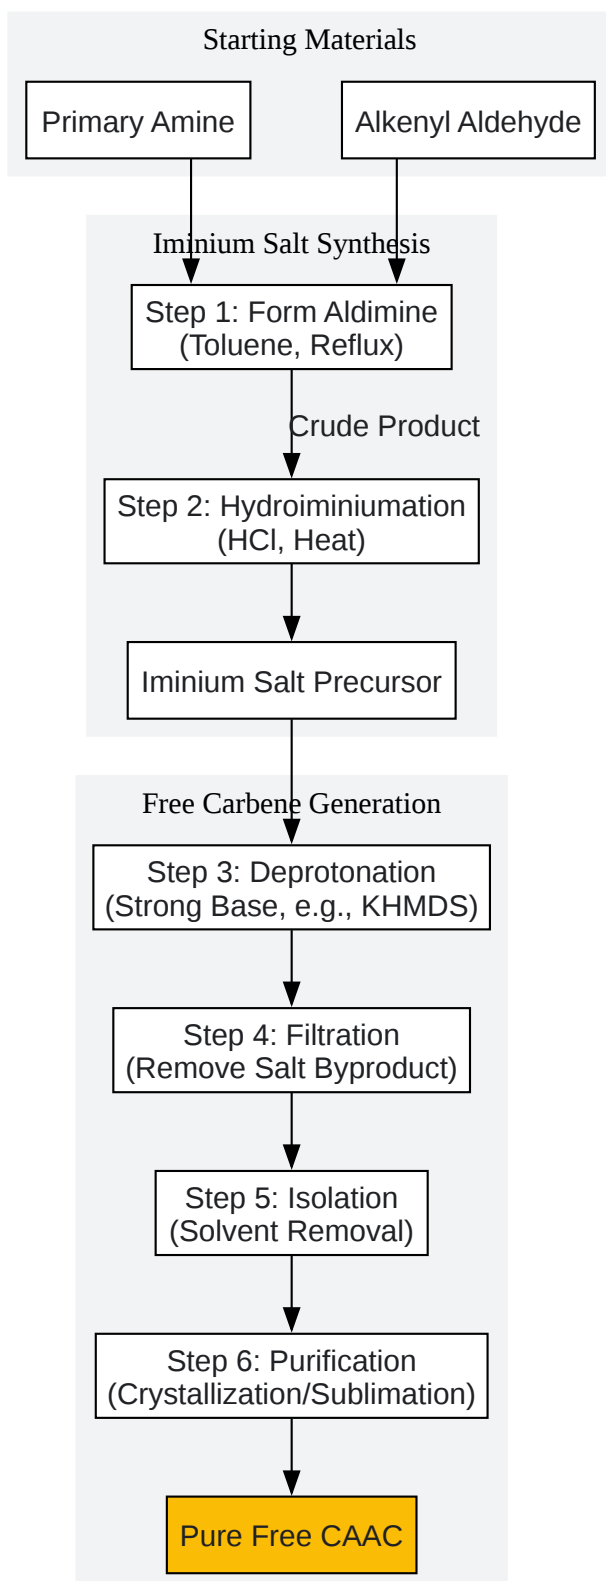 Starting Materials
Primary Amine
Alkenyl Aldehyde
Iminium Salt Synthesis
Step 1: Form Aldimine
(Toluene, Reflux)
Crude Product
Step 2: Hydroiminiumation
(HCl, Heat)
Iminium Salt Precursor
Free Carbene Generation
Step 3: Deprotonation
(Strong Base, e.g., KHMDS)
Step 4: Filtration
(Remove Salt Byproduct)
Step 5: Isolation
(Solvent Removal)
Step 6: Purification
(Crystallization/Sublimation)
Pure Free CAAC